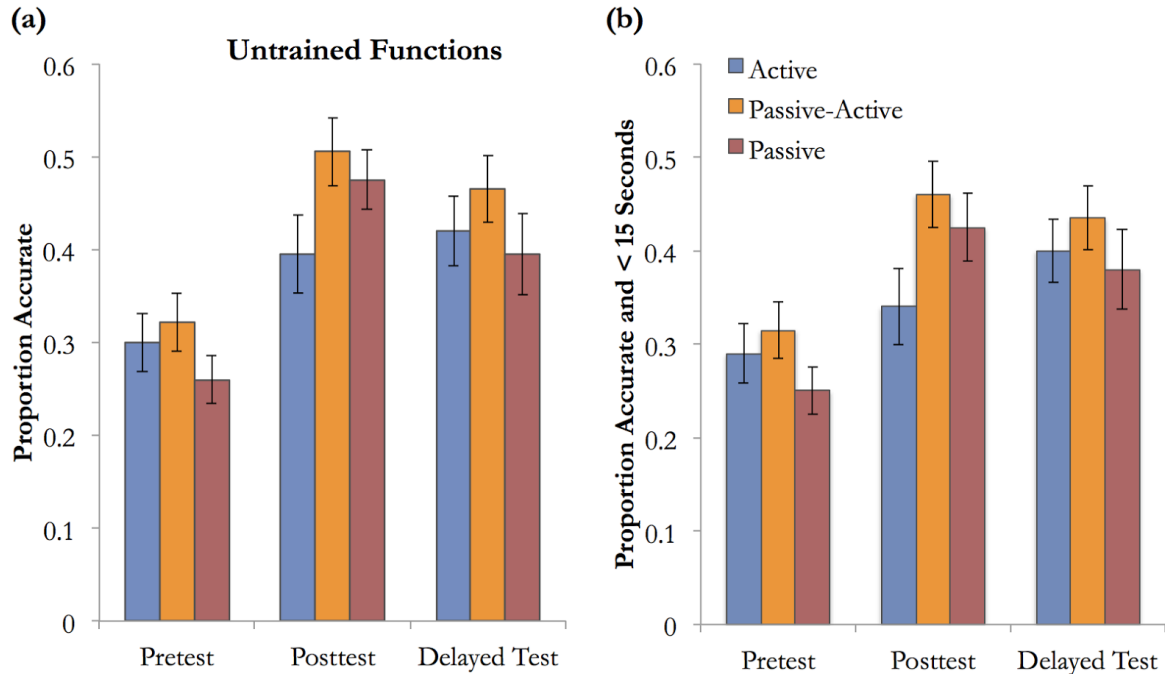 (a)
Untrained Functions
Proportion Accurate
0.6
0.5
0.4
0.3
0.2
0.1
0
Pretest
Posttest
Delayed Test
(b)
Active
Passive-Active
Passive
Proportion Accurate and < 15 Seconds
0.6
0.5
0.4
0.3
0.2
0.1
0
Pretest
Posttest
Delayed Test